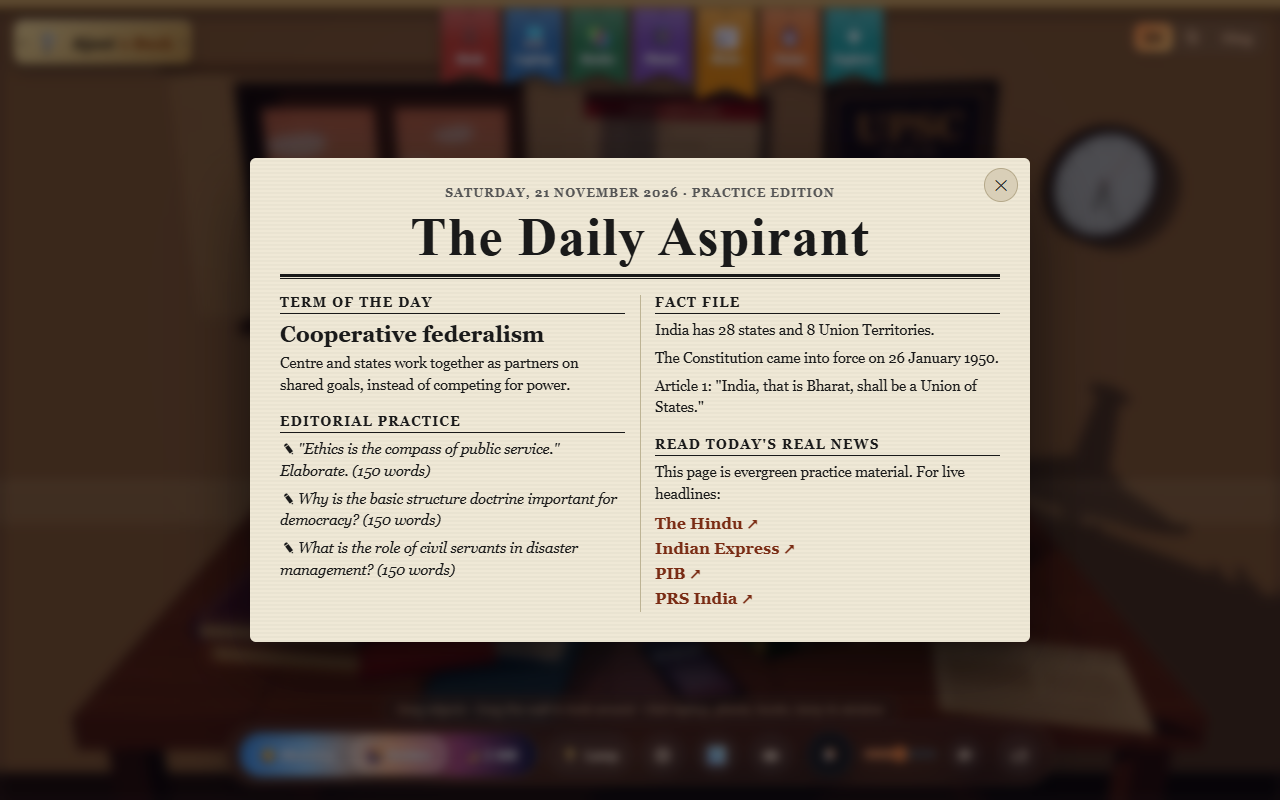 UPSC
SATURDAY, 21 NOVEMBER 2026 · PRACTICE EDITION
The Daily Aspirant
TERM OF THE DAY
Cooperative federalism
Centre and states work together as partners on
shared goals, instead of competing for power.
EDITORIAL PRACTICE
✎ "Ethics is the compass of public service."
Elaborate. (150 words)
✎ Why is the basic structure doctrine important for
democracy? (150 words)
✎ What is the role of civil servants in disaster
management? (150 words)
FACT FILE
India has 28 states and 8 Union Territories.
The Constitution came into force on 26 January 1950.
Article 1: "India, that is Bharat, shall be a Union of
States."
READ TODAY'S REAL NEWS
This page is evergreen practice material. For live
headlines:
The Hindu ↗
Indian Express ↗
PIB ↗
PRS India ↗